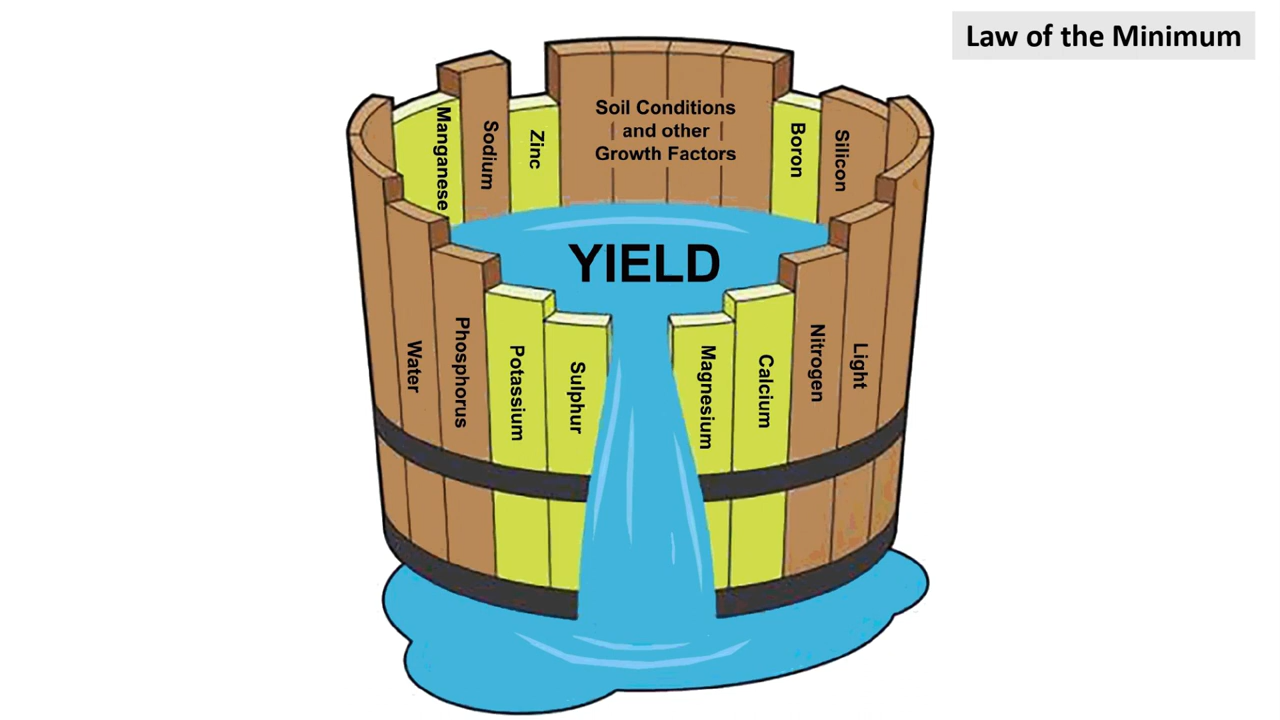 Law of the Minimum
Manganese
Sodium
Zinc
Soil Conditions
and other
Growth Factors
Boron
Silicon
YIELD
Water
Phosphorus
Potassium
Sulphur
Magnesium
Calcium
Nitrogen
Light